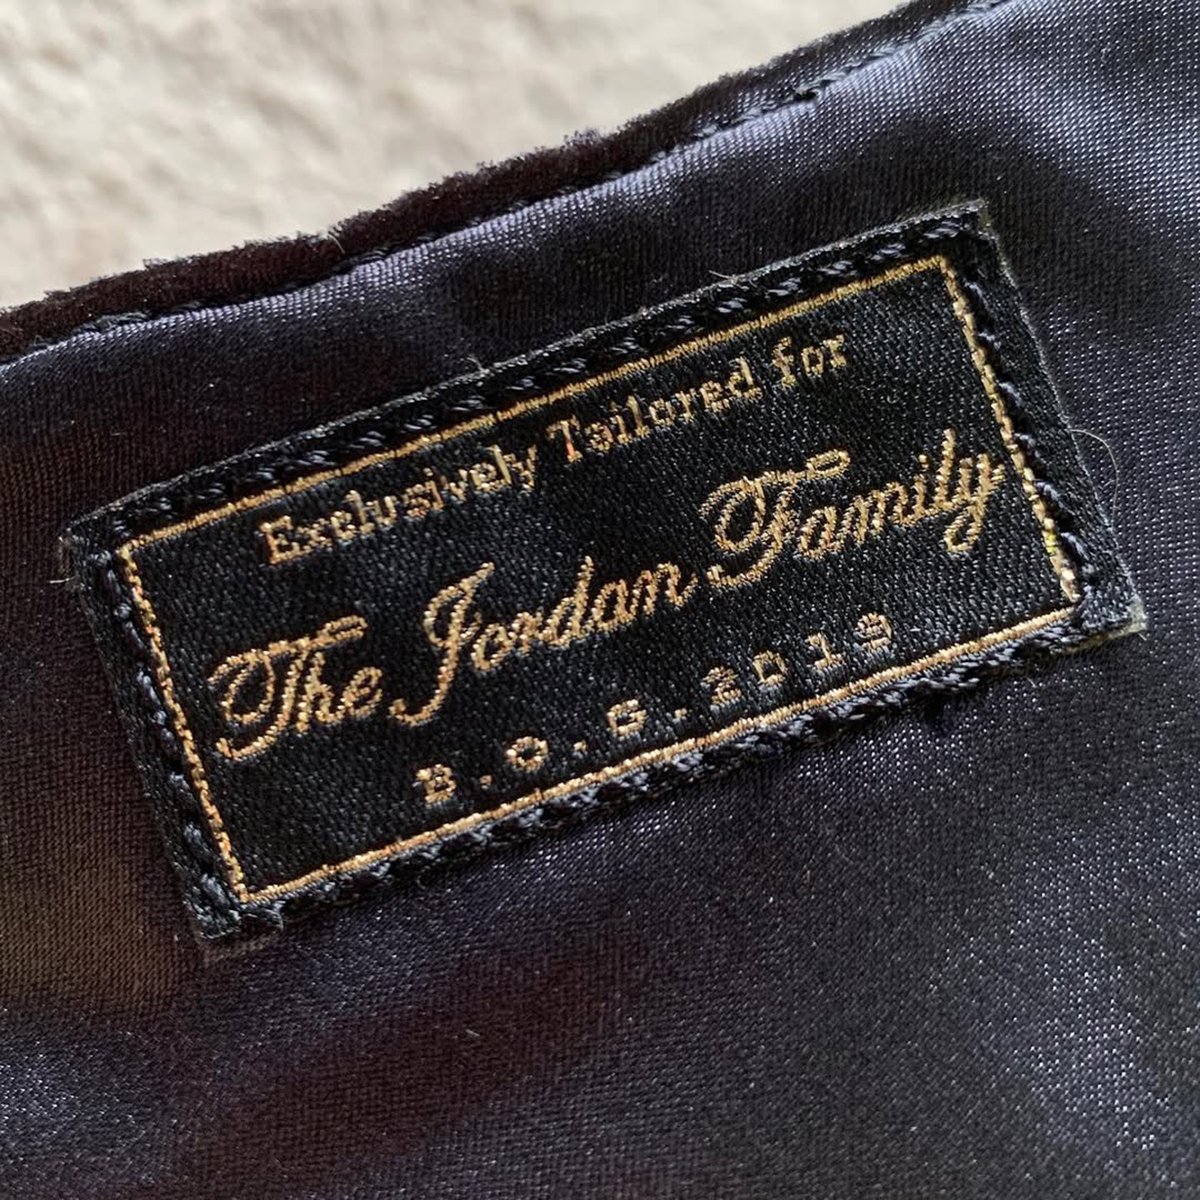 Exclusively Tailored for
The Jordan Family
B.O.G.2019